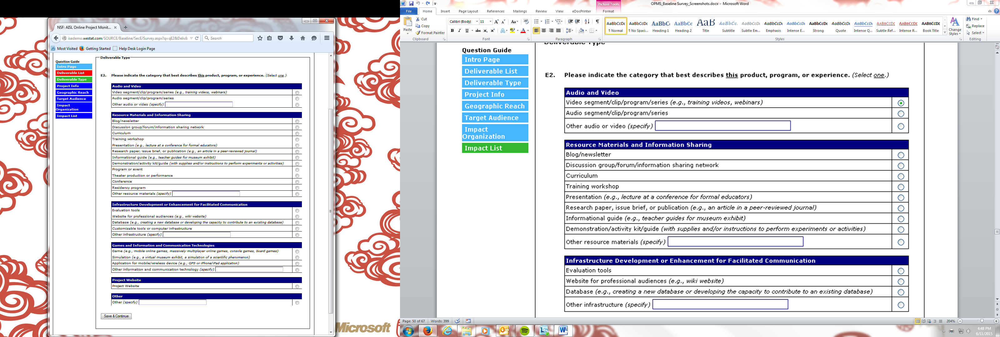 NSF: AISL Online Project Monit...
isedemo.westat.com/SOURCE/Baseline/SecE/Survey.aspx?q=qE2&DelivIc
Search
Most Visited
Getting Started
Help Desk Login Page
Question Guide
Intro Page
Deliverable List
Deliverable Type
Project Info
Geographic Reach
Target Audience
Impact
Organization
Impact List
Deliverable Type
E2. Please indicate the category that best describes this product, program, or experience. (Select one.)
Audio and Video
Video segment/clip/program/series (e.g., training videos, webinars)
Audio segment/clip/program/series
Other audio or video (specify)
Resource Materials and Information Sharing
Blog/newsletter
Discussion group/forum/information sharing network
Curriculum
Training workshop
Presentation (e.g., lecture at a conference for formal educators)
Research paper, issue brief, or publication (e.g., an article in a peer-reviewed journal)
Informational guide (e.g., teacher guides for museum exhibit)
Demonstration/activity kit/guide (with supplies and/or instructions to perform experiments or activities)
Program or event
Theater production or performance
Conference
Residency program
Other resource materials (specify)
Infrastructure Development or Enhancement for Facilitated Communication
Evaluation tools
Website for professional audiences (e.g., wiki website)
Database (e.g., creating a new database or developing the capacity to contribute to an existing database)
Customizable tools or computer infrastructure
Other infrastructure (specify)
Games and Information and Communication Technologies
Game (e.g., mobile online games, massively multiplayer online games, console games, board games)
Simulation (e.g., a virtual museum exhibit, a simulation of a scientific phenomenon)
Application for mobile/wireless device (e.g., GPS or iPhone/iPad application)
Other information and communication technology (specify)
Project Website
Project Website
Other
Other (specify)
Save & Continue
Microsoft
Picture Tools
OPMS_Baseline Survey_Screenshots.docx - Microsoft Word
File Home Insert Page Layout References Mailings Review View eDocPrinter Format
Paste
Cut
Copy
Format Painter
Clipboard
Calibri (Body) 11
Font
Paragraph
AaBbCcDc AaBbCcDc AaBbC AaBbCc AaB AaBbCc. AaBbCcDc AaBbCcDc AaBbCcDc AaBbCcDc AaBbCcDc AaBbCcDc AaBbCcDc AaBbCcDc AaBbCcDc
¶ Normal ¶ No Spaci... Heading 1 Heading 2 Title Subtitle Subtle Em... Emphasis Intense E... Strong Quote Intense Q... Subtle Ref... Intense R... Book Title
Styles
Change
Styles
Find
Replace
Select
Editing
Deliverable Type
Question Guide
Intro Page
Deliverable List
Deliverable Type
Project Info
Geographic Reach
Target Audience
Impact
Organization
Impact List
E2. Please indicate the category that best describes this product, program, or experience. (Select one.)
Audio and Video
Video segment/clip/program/series (e.g., training videos, webinars)
Audio segment/clip/program/series
Other audio or video (specify)
Resource Materials and Information Sharing
Blog/newsletter
Discussion group/forum/information sharing network
Curriculum
Training workshop
Presentation (e.g., lecture at a conference for formal educators)
Research paper, issue brief, or publication (e.g., an article in a peer-reviewed journal)
Informational guide (e.g., teacher guides for museum exhibit)
Demonstration/activity kit/guide (with supplies and/or instructions to perform experiments or activities)
Other resource materials (specify)
Infrastructure Development or Enhancement for Facilitated Communication
Evaluation tools
Website for professional audiences (e.g., wiki website)
Database (e.g., creating a new database or developing the capacity to contribute to an existing database)
Other infrastructure (specify)
Page: 50 of 67 Words: 399
204%
4:48 PM
6/11/2015